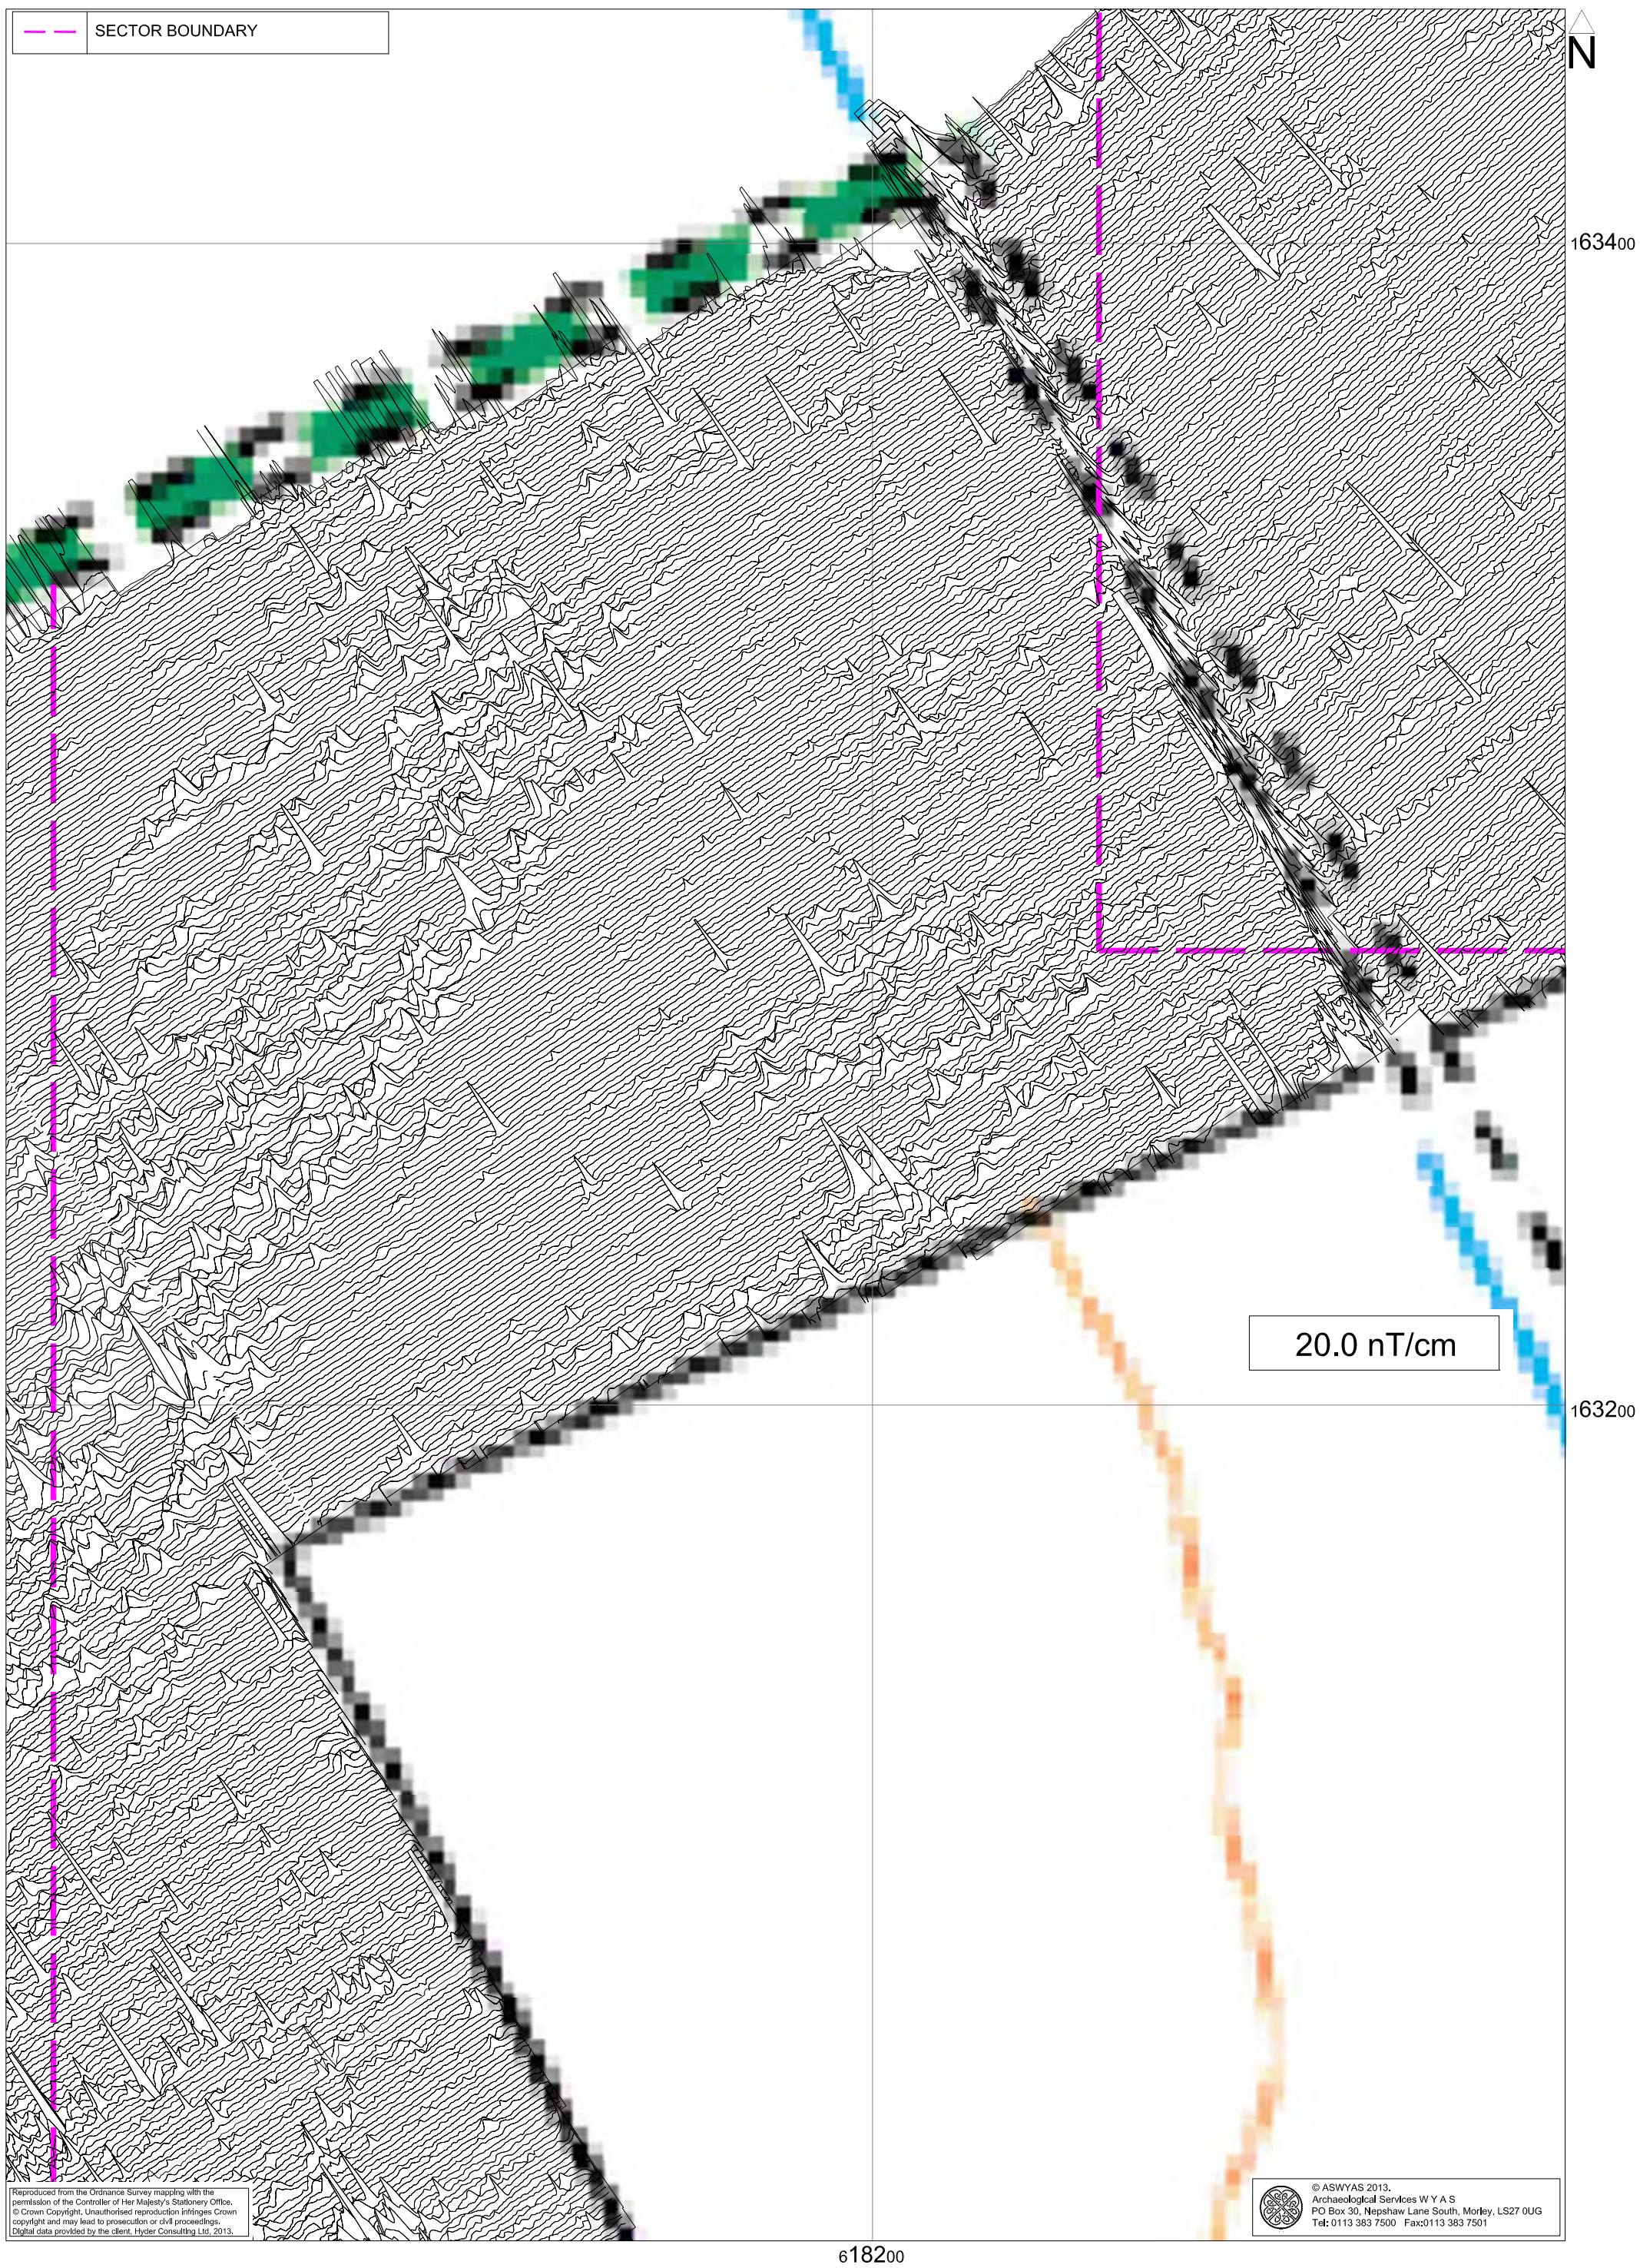 SECTOR BOUNDARY
N
163400
20.0 nT/cm
163200
Reproduced from the Ordnance Survey mapping with the
permission of the Controller of Her Majesty's Stationery Office.
© Crown Copyright. Unauthorised reproduction infringes Crown
copyright and may lead to prosecution or civil proceedings.
Digital data provided by the client, Hyder Consulting Ltd, 2013.
© ASWYAS 2013.
Archaeological Services W Y A S
PO Box 30, Nepshaw Lane South, Morley, LS27 0UG
Tel: 0113 383 7500 Fax:0113 383 7501
618200